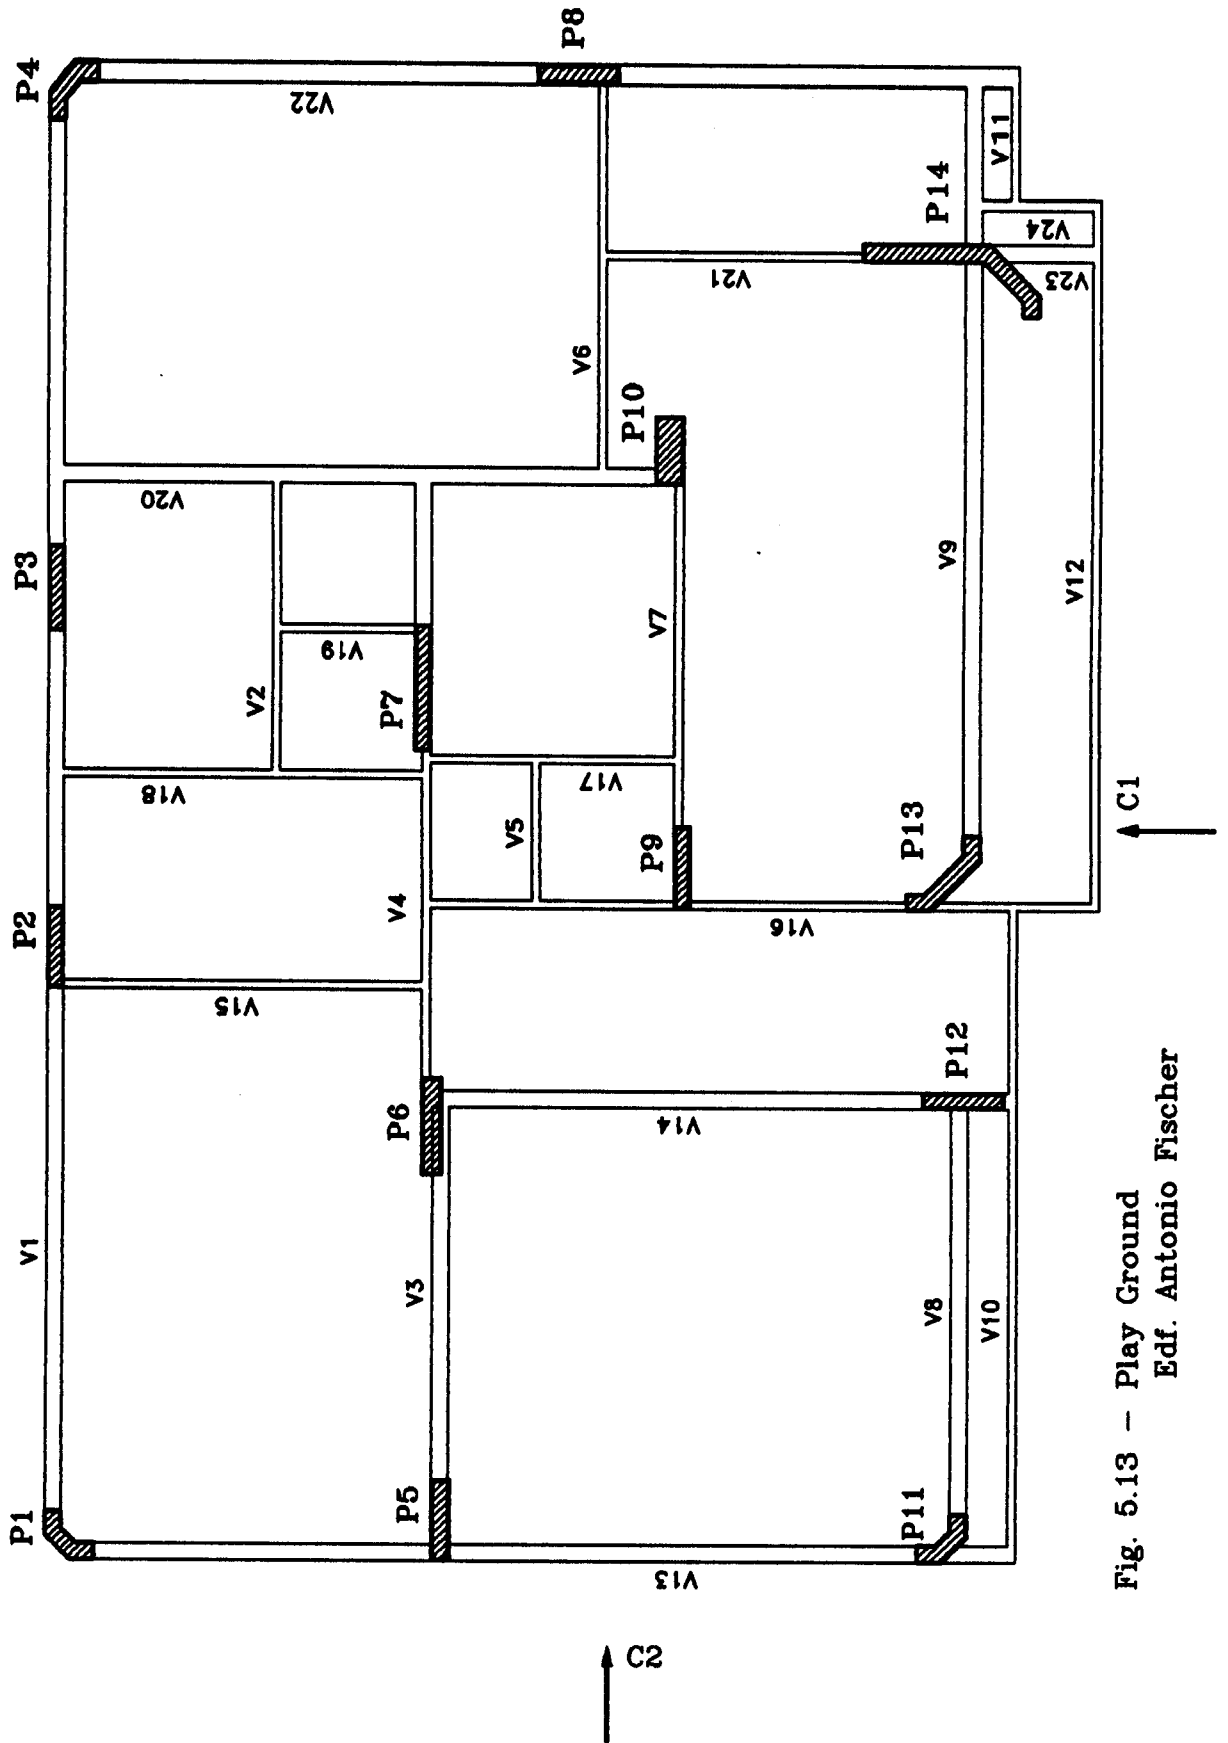 P1
P2
P3
P4
V1
V15
V18
V20
V22
V2
V19
P5
V3
P6
V4
P7
V6
P8
V5
V17
P9
V7
P10
V21
V13
V14
V16
P11
V8
P12
P13
V9
P14
V10
V11
V12
V23
V24
C2
C1
Fig. 5.13 – Play Ground
Edf. Antonio Fischer